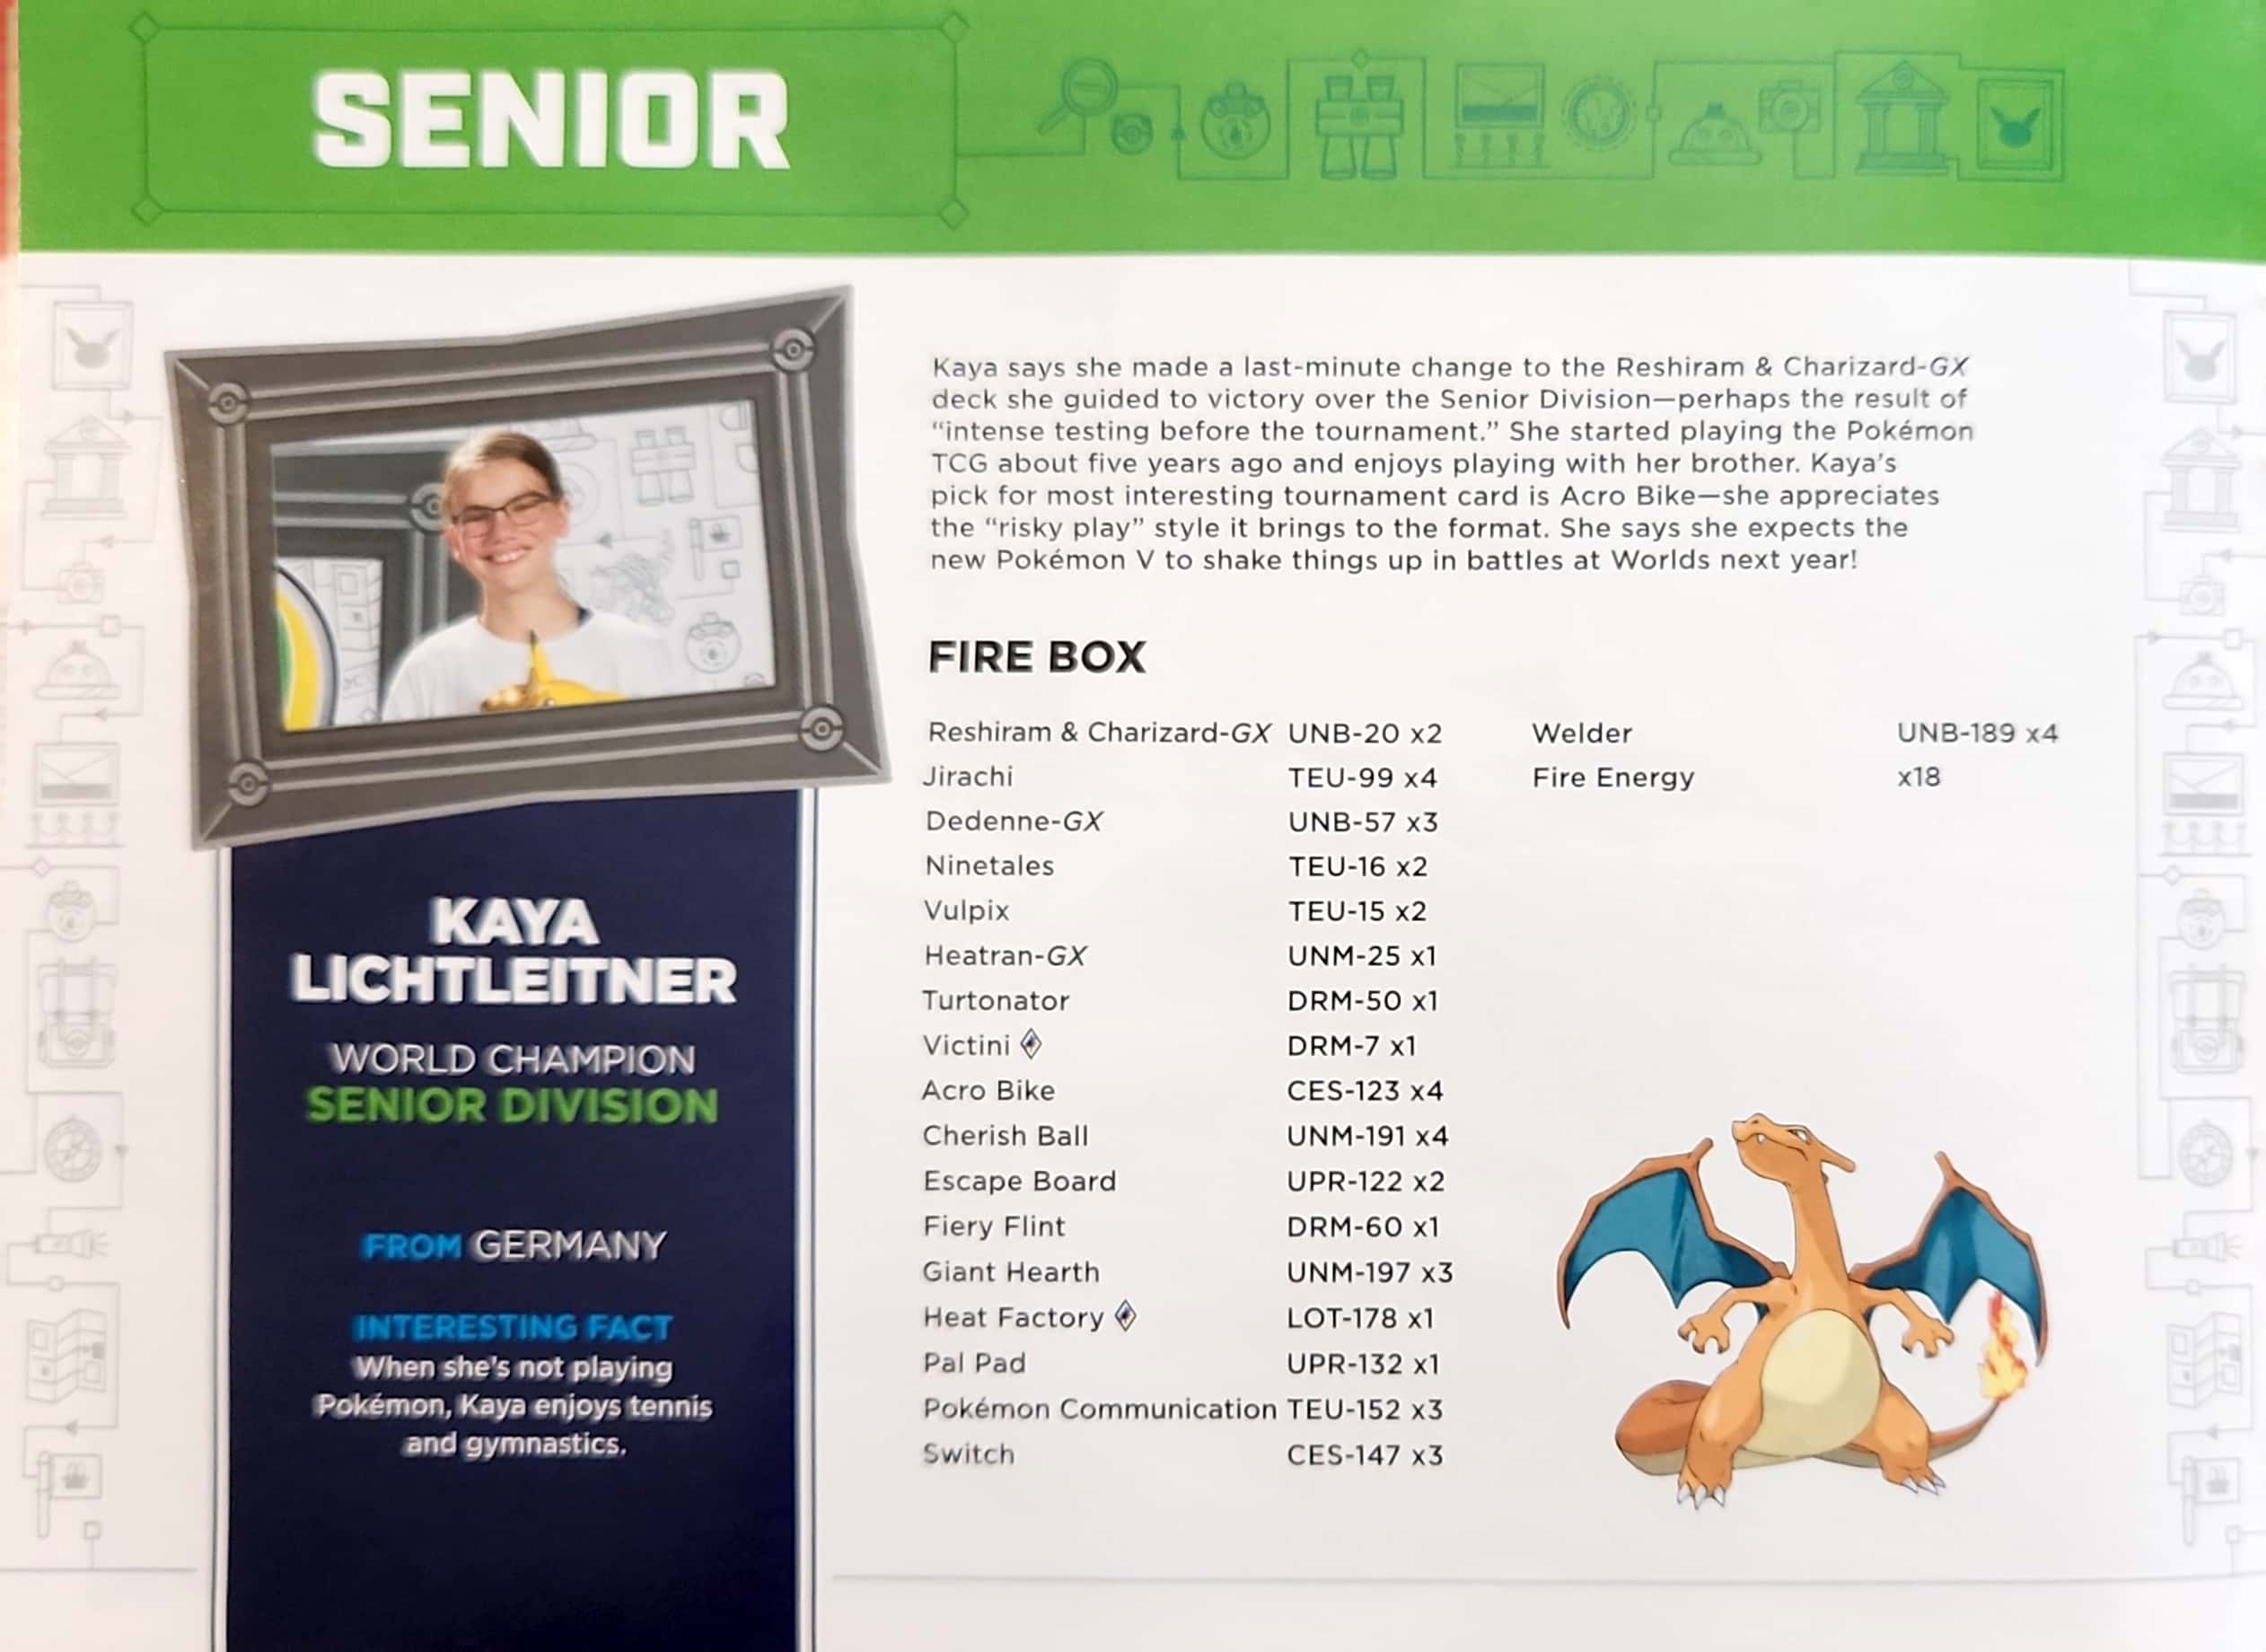 SENIOR
Kaya says she made a last-minute change to the Reshiram & Charizard-GX
deck she guided to victory over the Senior Division—perhaps the result of
“intense testing before the tournament.” She started playing the Pokémon
TCG about five years ago and enjoys playing with her brother. Kaya’s
pick for most interesting tournament card is Acro Bike—she appreciates
the “risky play” style it brings to the format. She says she expects the
new Pokémon V to shake things up in battles at Worlds next year!
KAYA
LICHTLEITNER
WORLD CHAMPION
SENIOR DIVISION
FROM GERMANY
INTERESTING FACT
When she's not playing
Pokémon, Kaya enjoys tennis
and gymnastics.
FIRE BOX
Reshiram & Charizard-GX UNB-20 x2
Jirachi TEU-99 x4
Dedenne-GX UNB-57 x3
Ninetales TEU-16 x2
Vulpix TEU-15 x2
Heatran-GX UNM-25 x1
Turtonator DRM-50 x1
Victini DRM-7 x1
Acro Bike CES-123 x4
Cherish Ball UNM-191 x4
Escape Board UPR-122 x2
Fiery Flint DRM-60 x1
Giant Hearth UNM-197 x3
Heat Factory LOT-178 x1
Pal Pad UPR-132 x1
Pokémon Communication TEU-152 x3
Switch CES-147 x3
Welder UNB-189 x4
Fire Energy x18